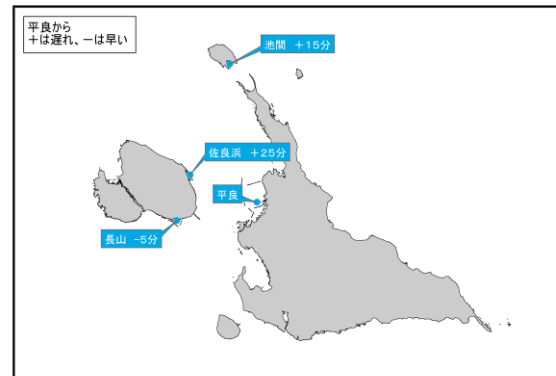 平良から
＋は遅れ、－は早い
池間　＋15分
佐良浜　＋25分
平良
長山　-5分